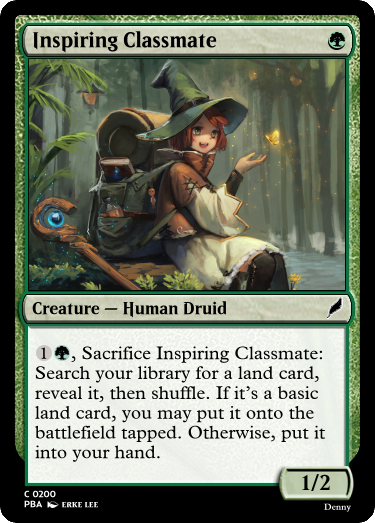 Inspiring Classmate
Creature — Human Druid
1, Sacrifice Inspiring Classmate:
Search your library for a land card,
reveal it, then shuffle. If it's a basic
land card, you may put it onto the
battlefield tapped. Otherwise, put it
into your hand.
1/2
C 0200
PBA ERKE LEE
Denny